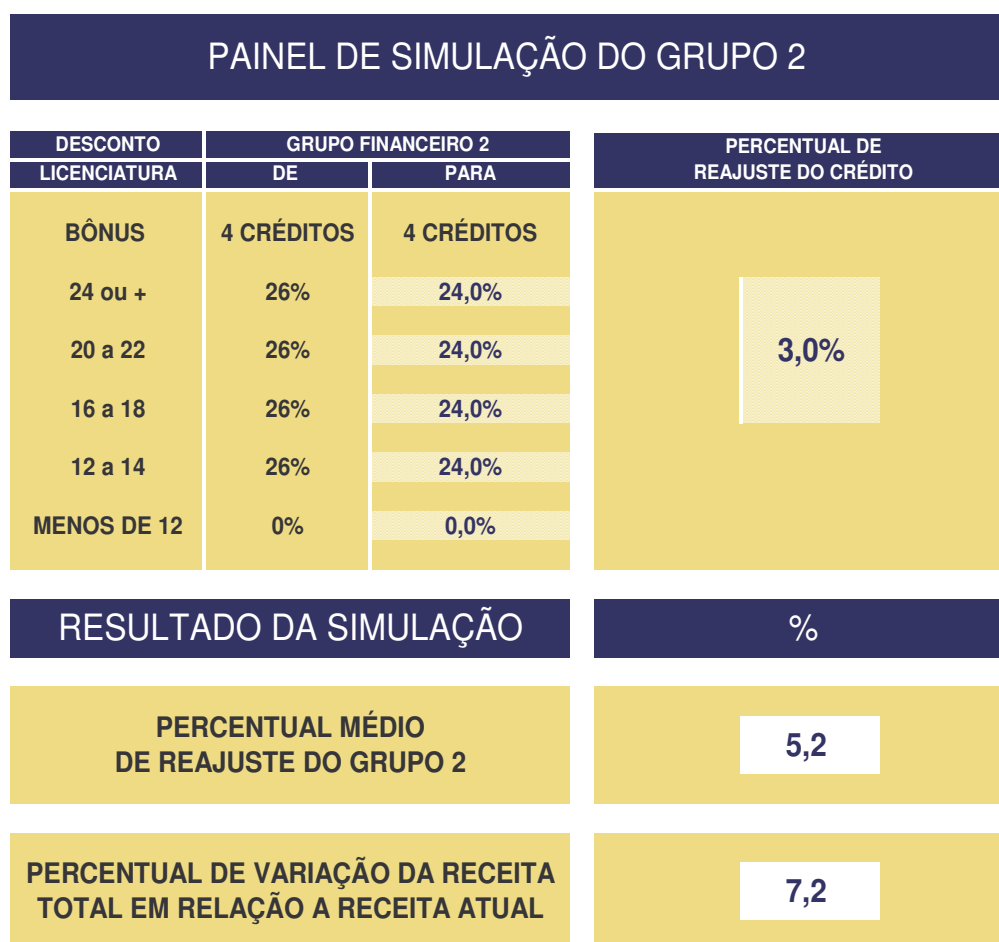 PAINEL DE SIMULAÇÃO DO GRUPO 2
DESCONTO GRUPO FINANCEIRO 2
LICENCIATURA DE PARA
BÔNUS 4 CRÉDITOS 4 CRÉDITOS
24 ou + 26% 24,0%
20 a 22 26% 24,0%
16 a 18 26% 24,0%
12 a 14 26% 24,0%
MENOS DE 12 0% 0,0%
PERCENTUAL DE
REAJUSTE DO CRÉDITO
3,0%
RESULTADO DA SIMULAÇÃO %
PERCENTUAL MÉDIO
DE REAJUSTE DO GRUPO 2
5,2
PERCENTUAL DE VARIAÇÃO DA RECEITA
TOTAL EM RELAÇÃO A RECEITA ATUAL
7,2